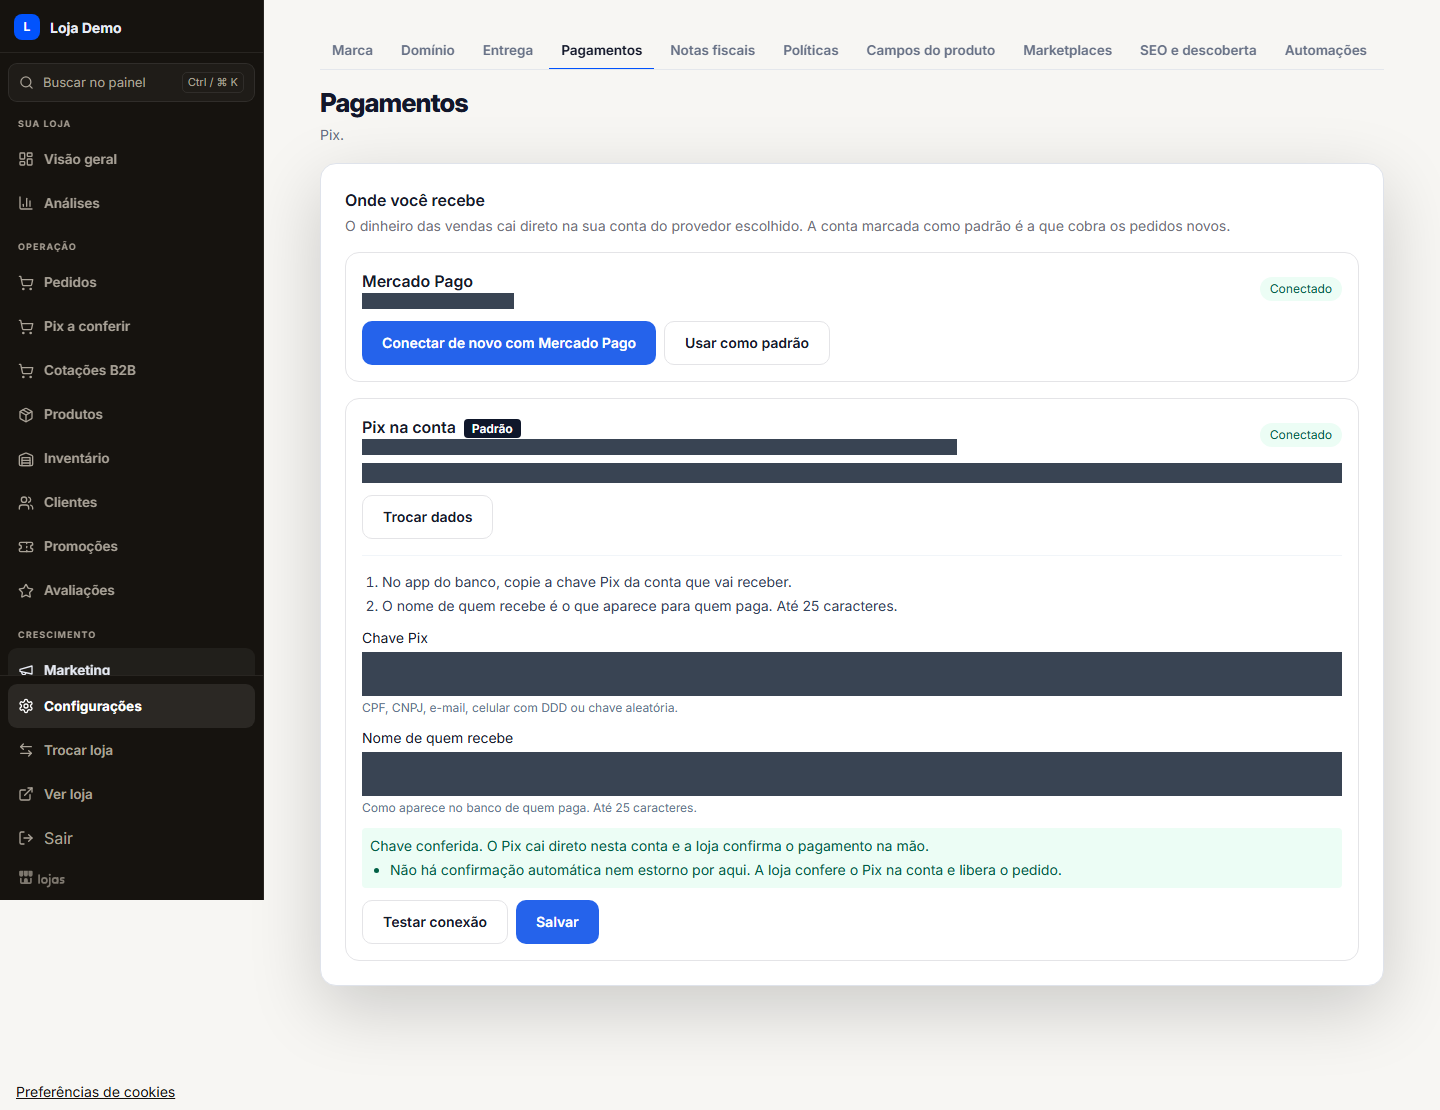 L Loja Demo
Buscar no painel Ctrl / ⌘ K
SUA LOJA
Visão geral
Análises
OPERAÇÃO
Pedidos
Pix a conferir
Cotações B2B
Produtos
Inventário
Clientes
Promoções
Avaliações
CRESCIMENTO
Marketing
Configurações
Trocar loja
Ver loja
Sair
lojas
Marca Domínio Entrega Pagamentos Notas fiscais Políticas Campos do produto Marketplaces SEO e descoberta Automações
Pagamentos
Pix.
Onde você recebe
O dinheiro das vendas cai direto na sua conta do provedor escolhido. A conta marcada como padrão é a que cobra os pedidos novos.
Mercado Pago
Conectado
Conectar de novo com Mercado Pago Usar como padrão
Pix na conta Padrão
Conectado
Trocar dados
1. No app do banco, copie a chave Pix da conta que vai receber.
2. O nome de quem recebe é o que aparece para quem paga. Até 25 caracteres.
Chave Pix
CPF, CNPJ, e-mail, celular com DDD ou chave aleatória.
Nome de quem recebe
Como aparece no banco de quem paga. Até 25 caracteres.
Chave conferida. O Pix cai direto nesta conta e a loja confirma o pagamento na mão.
• Não há confirmação automática nem estorno por aqui. A loja confere o Pix na conta e libera o pedido.
Testar conexão Salvar
Preferências de cookies